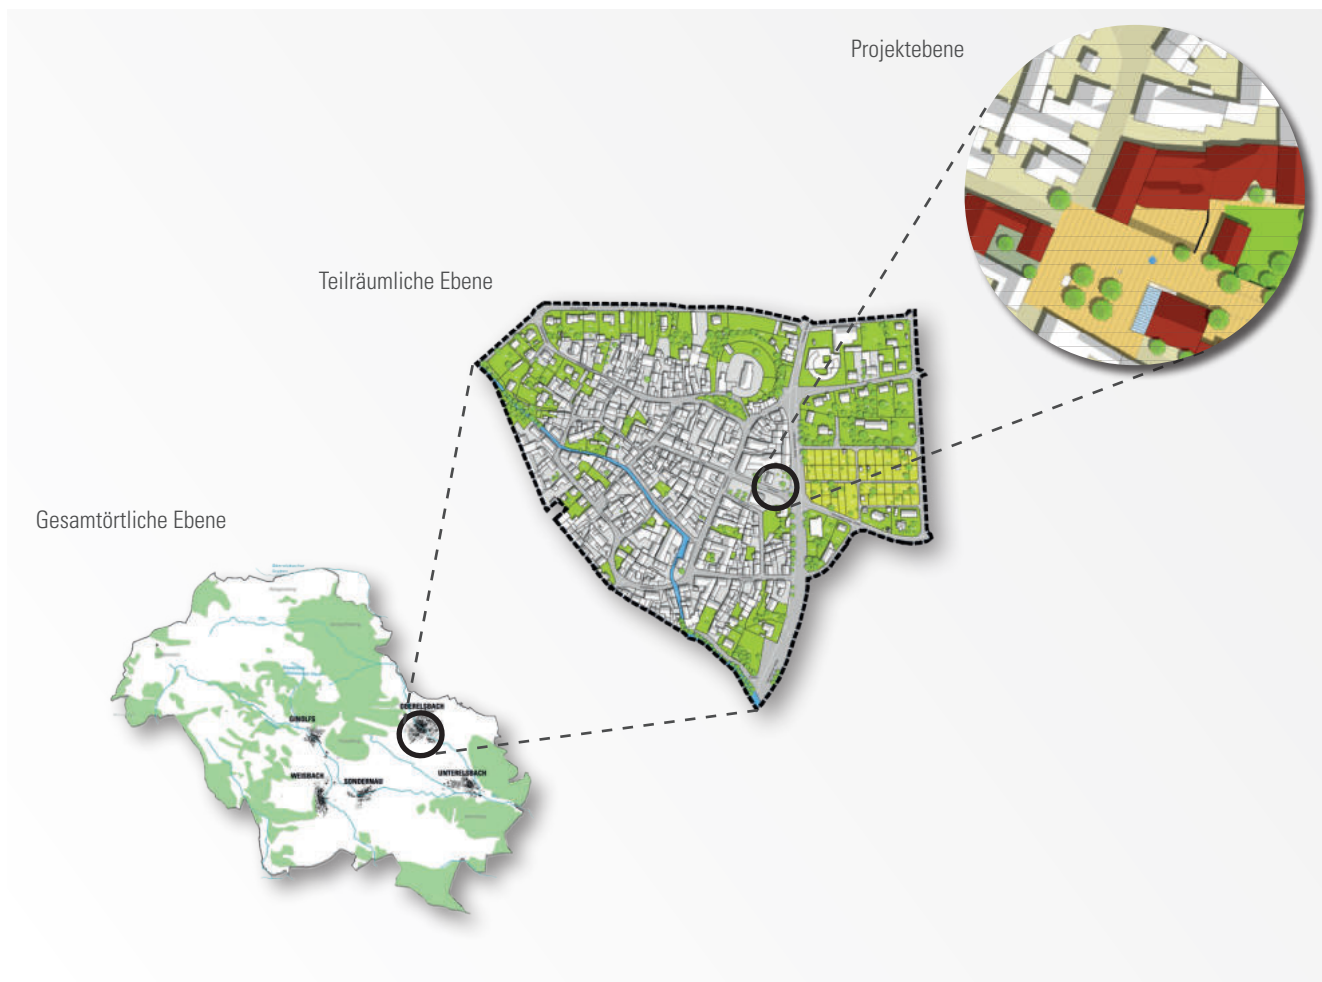 Projektebene
Teilräumliche Ebene
Gesamtörtliche Ebene
OBERELSBACH
GINOLFS
WEISBACH
SONDERNAU
UNTERELSBACH